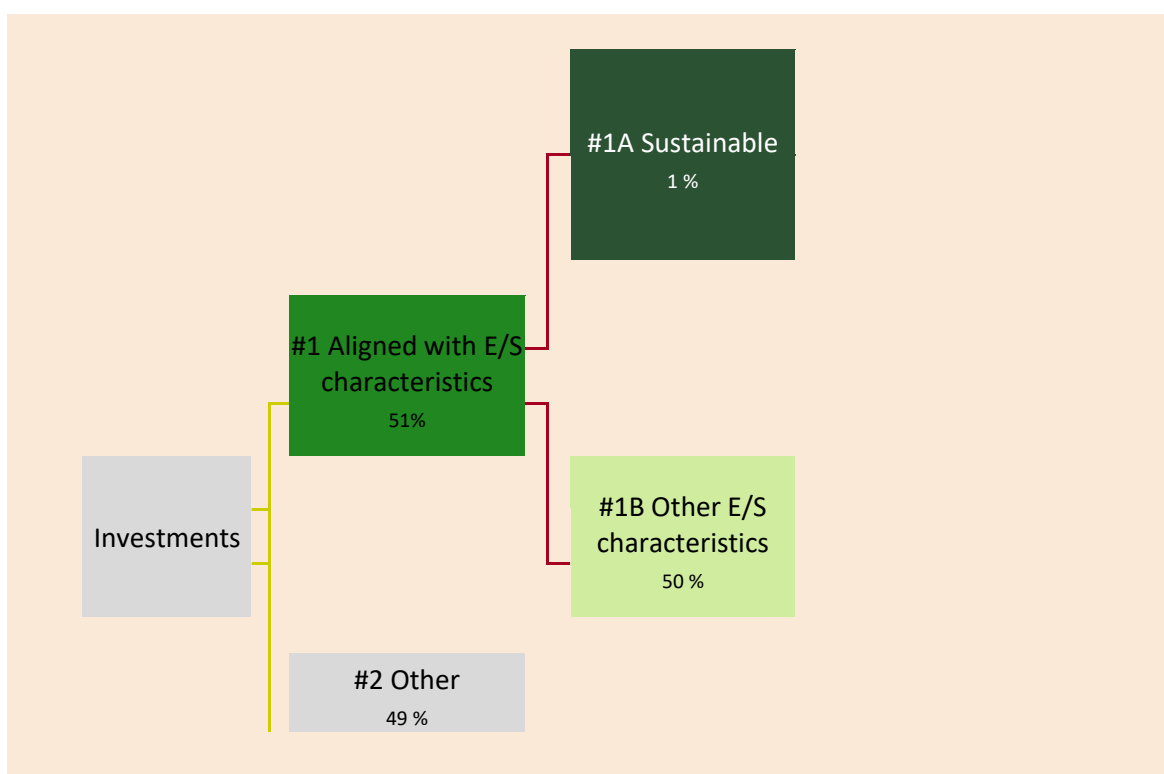 #1A Sustainable
1 %
#1 Aligned with E/S
characteristics
51%
Investments
#1B Other E/S
characteristics
50 %
#2 Other
49 %